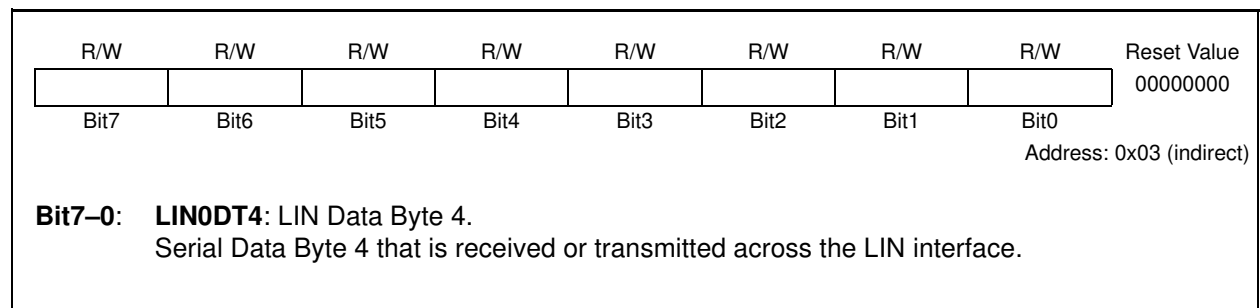 R/W R/W R/W R/W R/W R/W R/W R/W Reset Value
00000000
Bit7 Bit6 Bit5 Bit4 Bit3 Bit2 Bit1 Bit0
Address: 0x03 (indirect)
Bit7–0: LIN0DT4: LIN Data Byte 4.
Serial Data Byte 4 that is received or transmitted across the LIN interface.